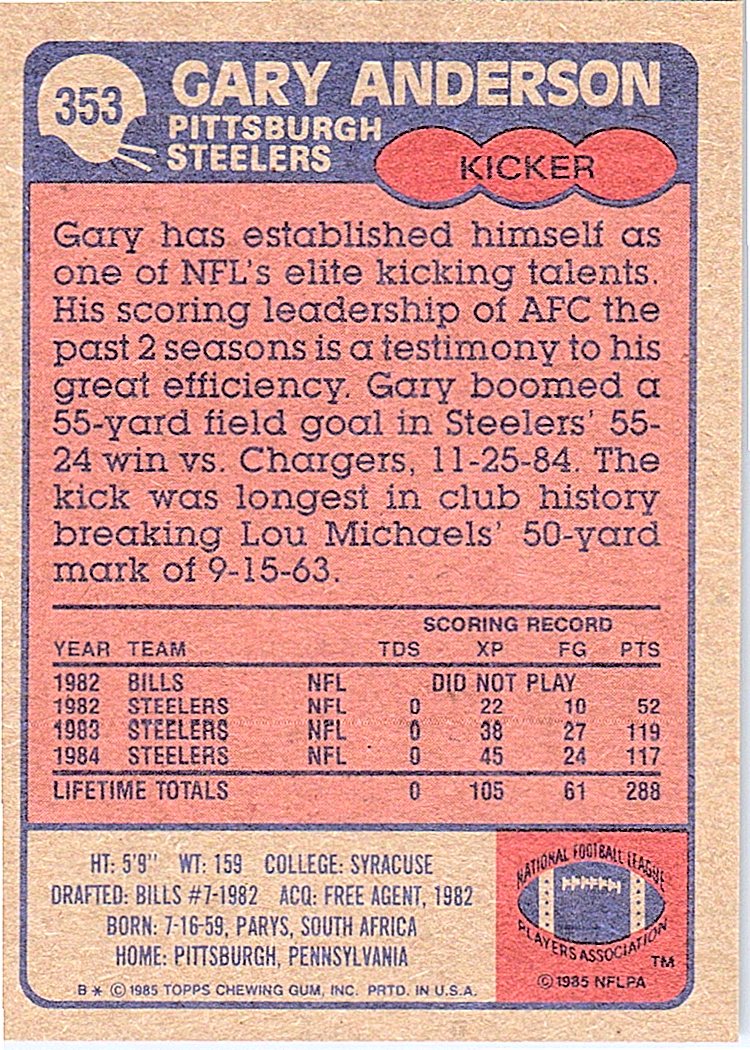 353
GARY ANDERSON
PITTSBURGH
STEELERS
KICKER
Gary has established himself as
one of NFL's elite kicking talents.
His scoring leadership of AFC the
past 2 seasons is a testimony to his
great efficiency. Gary boomed a
55-yard field goal in Steelers' 55-
24 win vs. Chargers, 11-25-84. The
kick was longest in club history
breaking Lou Michaels' 50-yard
mark of 9-15-63.
SCORING RECORD
YEAR TEAM TDS XP FG PTS
1982 BILLS NFL DID NOT PLAY
1982 STEELERS NFL 0 22 10 52
1983 STEELERS NFL 0 38 27 119
1984 STEELERS NFL 0 45 24 117
LIFETIME TOTALS 0 105 61 288
HT: 5'9" WT: 159 COLLEGE: SYRACUSE
DRAFTED: BILLS #7-1982 ACQ: FREE AGENT, 1982
BORN: 7-16-59, PARYS, SOUTH AFRICA
HOME: PITTSBURGH, PENNSYLVANIA
B * © 1985 TOPPS CHEWING GUM, INC. PRTD. IN U.S.A.
NATIONAL FOOTBALL LEAGUE
PLAYERS ASSOCIATION
TM
© 1985 NFLPA